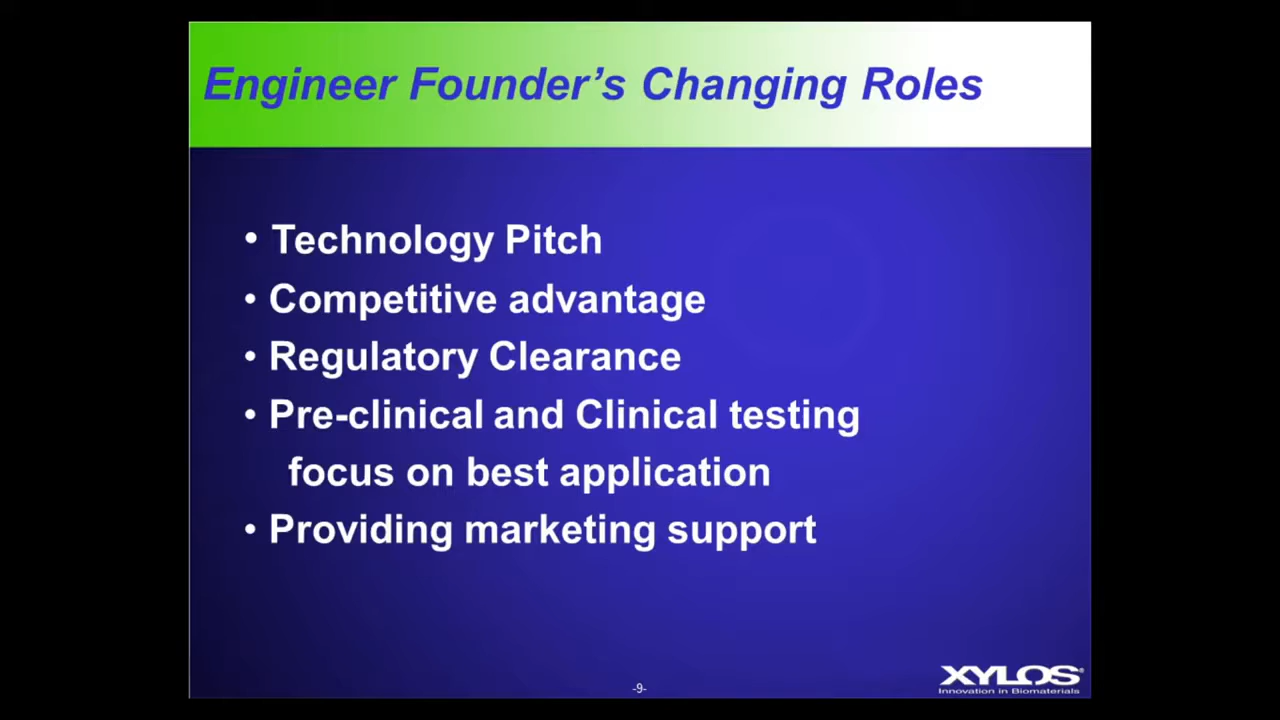 Engineer Founder’s Changing Roles
• Technology Pitch
• Competitive advantage
• Regulatory Clearance
• Pre-clinical and Clinical testing
focus on best application
• Providing marketing support
XYLOS®
Innovation in Biomaterials
-9-